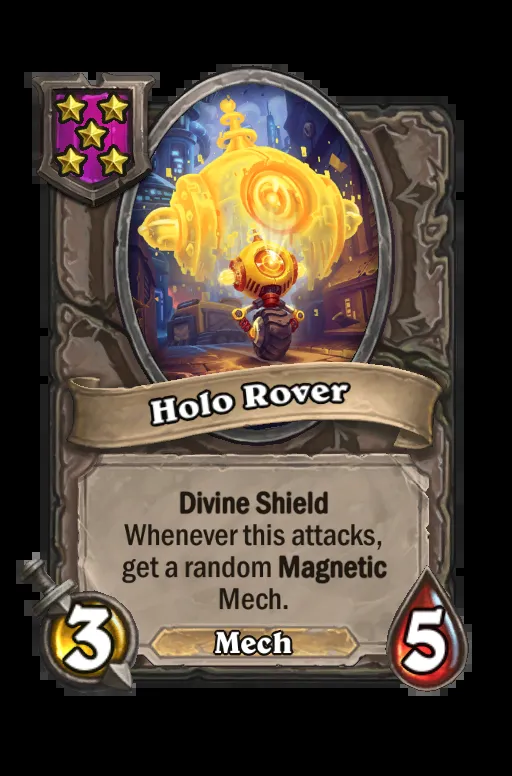 Holo Rover
Divine Shield
Whenever this attacks,
get a random Magnetic
Mech.
3
Mech
5